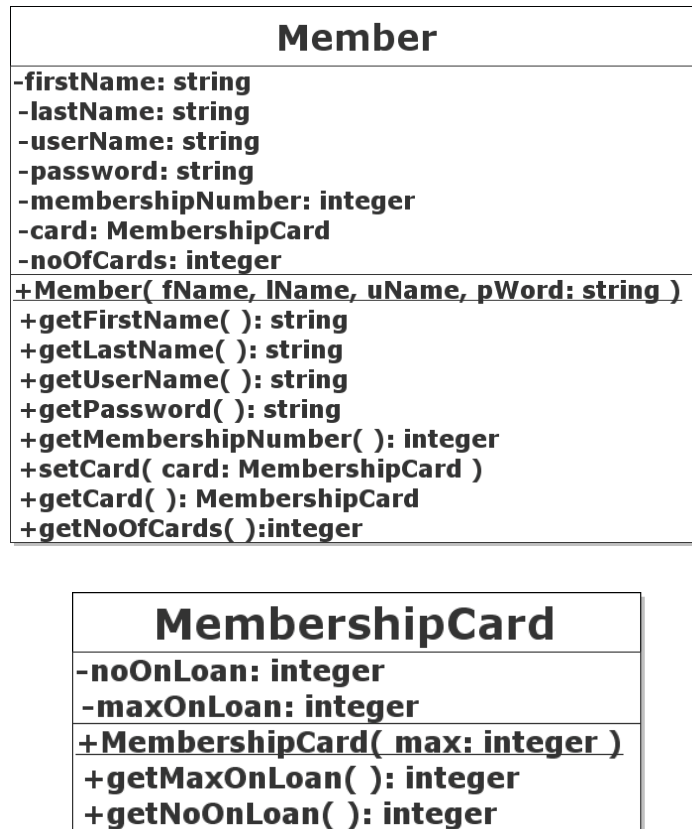 Member
-firstName: string
-lastName: string
-userName: string
-password: string
-membershipNumber: integer
-card: MembershipCard
-noOfCards: integer
+Member( fName, lName, uName, pWord: string )
+getFirstName( ): string
+getLastName( ): string
+getUserName( ): string
+getPassword( ): string
+getMembershipNumber( ): integer
+setCard( card: MembershipCard )
+getCard( ): MembershipCard
+getNoOfCards( ):integer
MembershipCard
-noOnLoan: integer
-maxOnLoan: integer
+MembershipCard( max: integer )
+getMaxOnLoan( ): integer
+getNoOnLoan( ): integer